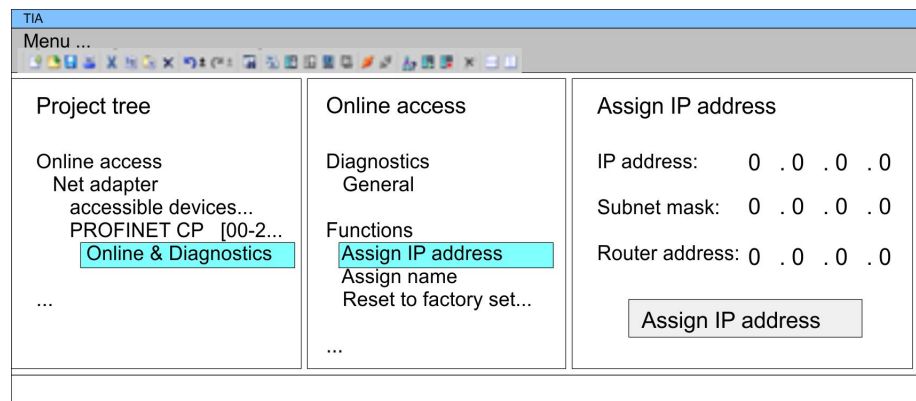 TIA
Menu ...
Project tree
Online access
Net adapter
accessible devices...
PROFINET CP [00-2...
Online & Diagnostics
...
Online access
Diagnostics
General
Functions
Assign IP address
Assign name
Reset to factory set...
...
Assign IP address
IP address: 0 . 0 . 0 . 0
Subnet mask: 0 . 0 . 0 . 0
Router address: 0 . 0 . 0 . 0
Assign IP address